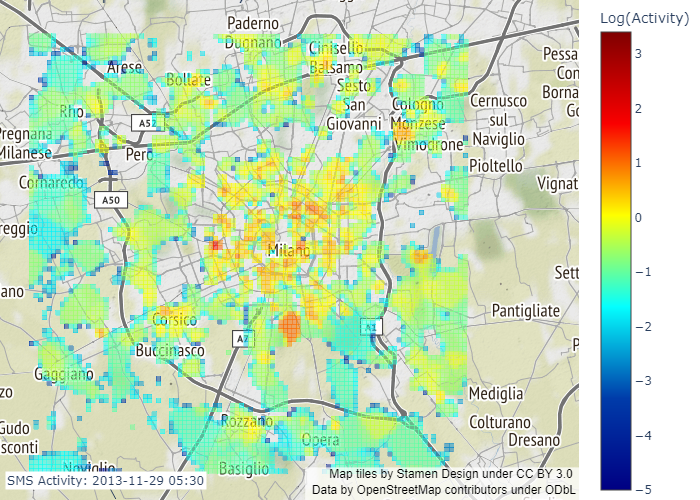 Log(Activity)
Paderno
Dugnano
Cinisello
Balsamo
Arese
Bollate
Sesto
San
Giovanni
Pessa
Con
Borna
Go
Rho
A52
Cologno
Monzese
Vimodrone
Cernusco
sul
Naviglio
Pregnana
Milanese
Pero
Pioltello
Cornaredo
A50
Vignat
reggio
Milano
Sett
ano
Corsico
A7
A1
Pantigliate
Buccinasco
P
Gaggiano
zo
Mediglia
Rozzano
Colturano
Gudo
sconti
Opera
Dresano
Noviglio
Basiglio
SMS Activity: 2013-11-29 05:30
Map tiles by Stamen Design under CC BY 3.0
Data by OpenStreetMap contributors under ODbL
3
2
1
0
−1
−2
−3
−4
−5